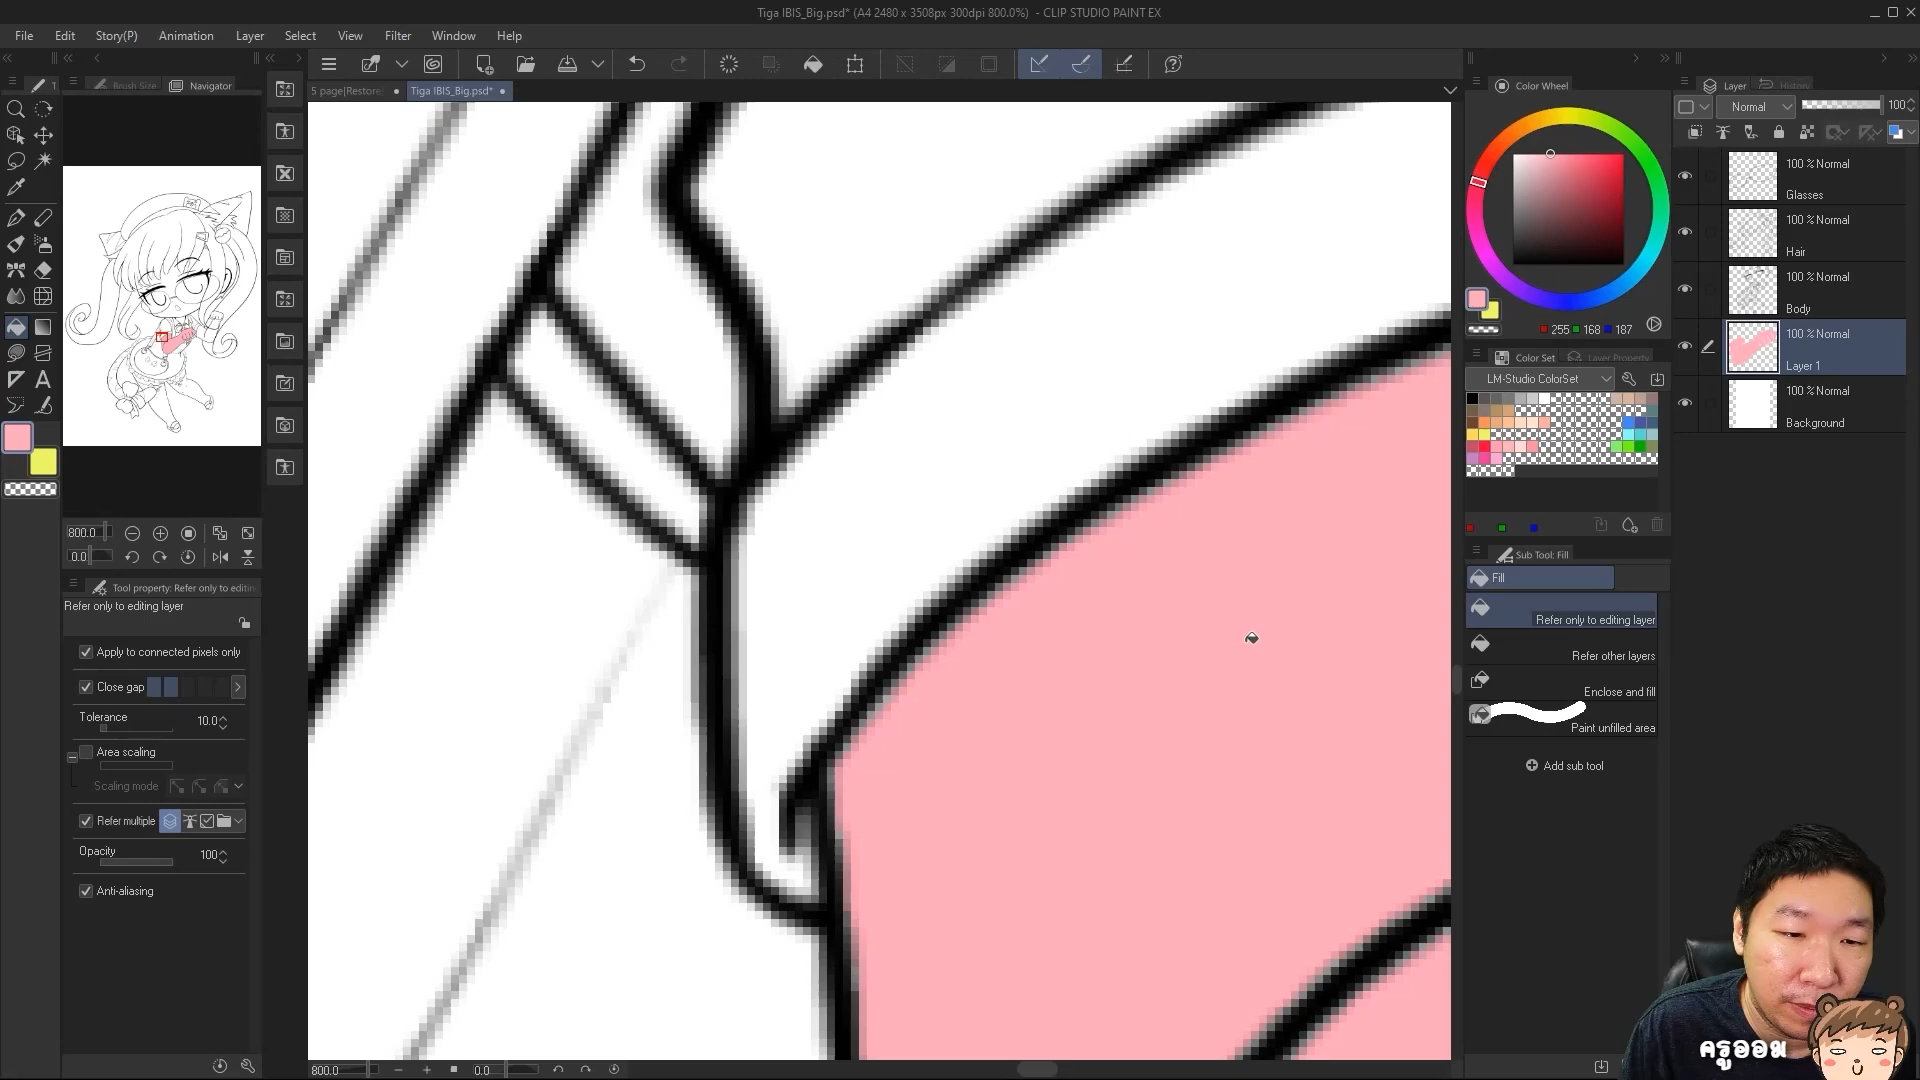 Tiga IBIS_Big.psd* (A4 2480 x 3508px 300dpi 800.0%) - CLIP STUDIO PAINT EX
File Edit Story(P) Animation Layer Select View Filter Window Help
1 Brush Size Navigator
5 page[Restore Tiga IBIS_Big.psd*
Color Wheel
Layer History
Normal 100
100 % Normal
Glasses
100 % Normal
Hair
100 % Normal
Body
100 % Normal
Layer 1
100 % Normal
Background
255 168 187
Color Set Layer Property
LM-Studio ColorSet
Sub Tool: Fill
Fill
Refer only to editing layer
Refer other layers
Enclose and fill
Paint unfilled area
Add sub tool
800.0
0.0
Tool property: Refer only to editin
Refer only to editing layer
Apply to connected pixels only
Close gap
Tolerance 10.0
Area scaling
Scaling mode
Refer multiple
Opacity 100
Anti-aliasing
800.0 0.0
ครูออม
A